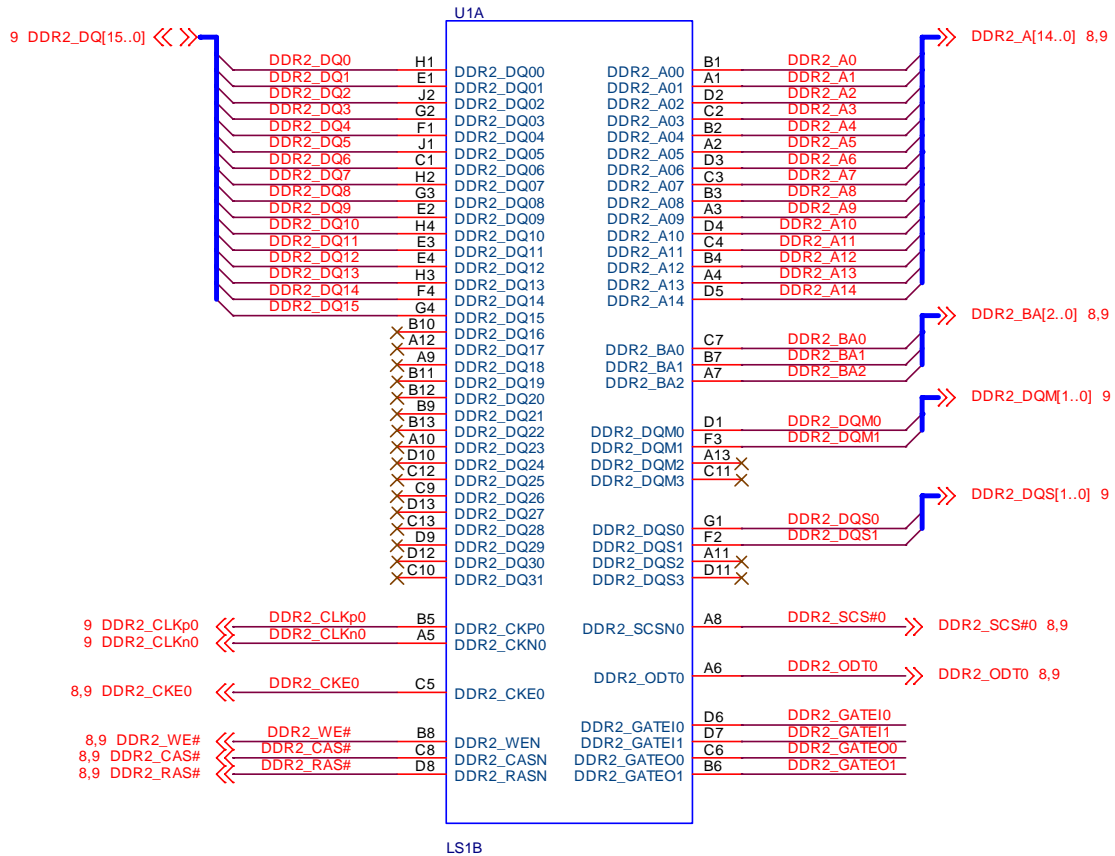 U1A
9 DDR2_DQ[15..0]
DDR2_DQ0 H1 DDR2_DQ00
DDR2_DQ1 E1 DDR2_DQ01
DDR2_DQ2 J2 DDR2_DQ02
DDR2_DQ3 G2 DDR2_DQ03
DDR2_DQ4 F1 DDR2_DQ04
DDR2_DQ5 J1 DDR2_DQ05
DDR2_DQ6 C1 DDR2_DQ06
DDR2_DQ7 H2 DDR2_DQ07
DDR2_DQ8 G3 DDR2_DQ08
DDR2_DQ9 E2 DDR2_DQ09
DDR2_DQ10 H4 DDR2_DQ10
DDR2_DQ11 E3 DDR2_DQ11
DDR2_DQ12 E4 DDR2_DQ12
DDR2_DQ13 H3 DDR2_DQ13
DDR2_DQ14 F4 DDR2_DQ14
DDR2_DQ15 G4 DDR2_DQ15
B10 DDR2_DQ16
A12 DDR2_DQ17
A9 DDR2_DQ18
B11 DDR2_DQ19
B12 DDR2_DQ20
B9 DDR2_DQ21
B13 DDR2_DQ22
A10 DDR2_DQ23
D10 DDR2_DQ24
C12 DDR2_DQ25
C9 DDR2_DQ26
D13 DDR2_DQ27
C13 DDR2_DQ28
D9 DDR2_DQ29
D12 DDR2_DQ30
C10 DDR2_DQ31
9 DDR2_CLKp0 DDR2_CLKp0 B5 DDR2_CKP0
9 DDR2_CLKn0 DDR2_CLKn0 A5 DDR2_CKN0
8,9 DDR2_CKE0 DDR2_CKE0 C5 DDR2_CKE0
8,9 DDR2_WE# DDR2_WE# B8 DDR2_WEN
8,9 DDR2_CAS# DDR2_CAS# C8 DDR2_CASN
8,9 DDR2_RAS# DDR2_RAS# D8 DDR2_RASN
DDR2_A[14..0] 8,9
DDR2_A00 B1 DDR2_A0
DDR2_A01 A1 DDR2_A1
DDR2_A02 D2 DDR2_A2
DDR2_A03 C2 DDR2_A3
DDR2_A04 B2 DDR2_A4
DDR2_A05 A2 DDR2_A5
DDR2_A06 D3 DDR2_A6
DDR2_A07 C3 DDR2_A7
DDR2_A08 B3 DDR2_A8
DDR2_A09 A3 DDR2_A9
DDR2_A10 D4 DDR2_A10
DDR2_A11 C4 DDR2_A11
DDR2_A12 B4 DDR2_A12
DDR2_A13 A4 DDR2_A13
DDR2_A14 D5 DDR2_A14
DDR2_BA[2..0] 8,9
DDR2_BA0 C7 DDR2_BA0
DDR2_BA1 B7 DDR2_BA1
DDR2_BA2 A7 DDR2_BA2
DDR2_DQM[1..0] 9
DDR2_DQM0 D1 DDR2_DQM0
DDR2_DQM1 F3 DDR2_DQM1
DDR2_DQM2 A13
DDR2_DQM3 C11
DDR2_DQS[1..0] 9
DDR2_DQS0 G1 DDR2_DQS0
DDR2_DQS1 F2 DDR2_DQS1
DDR2_DQS2 A11
DDR2_DQS3 D11
DDR2_SCSN0 A8 DDR2_SCS#0 DDR2_SCS#0 8,9
DDR2_ODT0 A6 DDR2_ODT0 DDR2_ODT0 8,9
DDR2_GATEI0 D6 DDR2_GATEI0
DDR2_GATEI1 D7 DDR2_GATEI1
DDR2_GATEO0 C6 DDR2_GATEO0
DDR2_GATEO1 B6 DDR2_GATEO1
LS1B